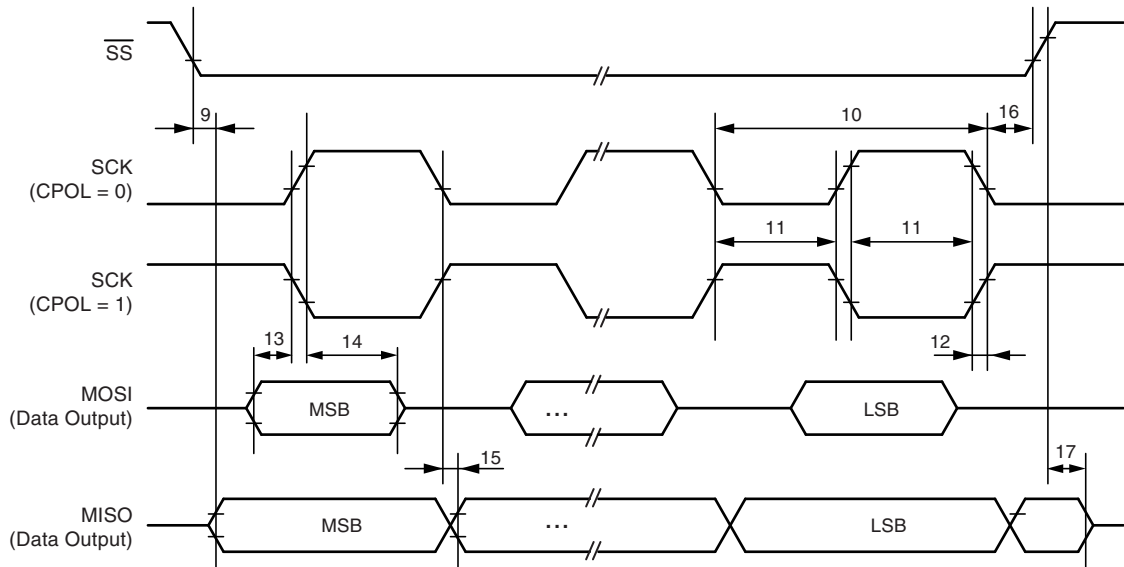 SS
9
10
16
SCK
(CPOL = 0)
11
11
SCK
(CPOL = 1)
13
14
12
MOSI
(Data Output)
MSB
...
LSB
15
17
MISO
(Data Output)
MSB
...
LSB